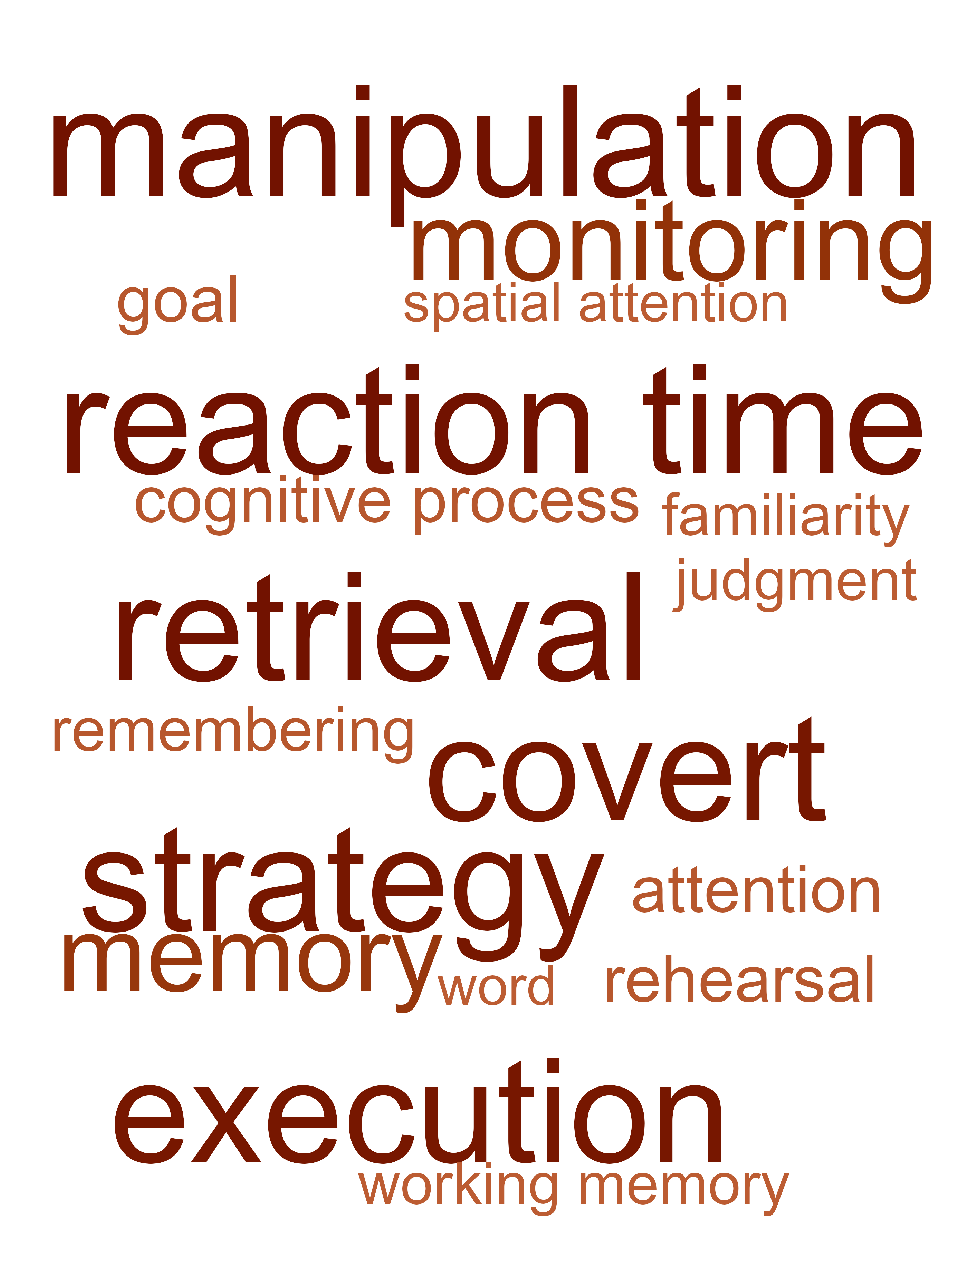 manipulation
monitoring
goal
spatial attention
reaction time
cognitive process
familiarity
judgment
retrieval
remembering
covert
strategy
attention
memory
word
rehearsal
execution
working memory